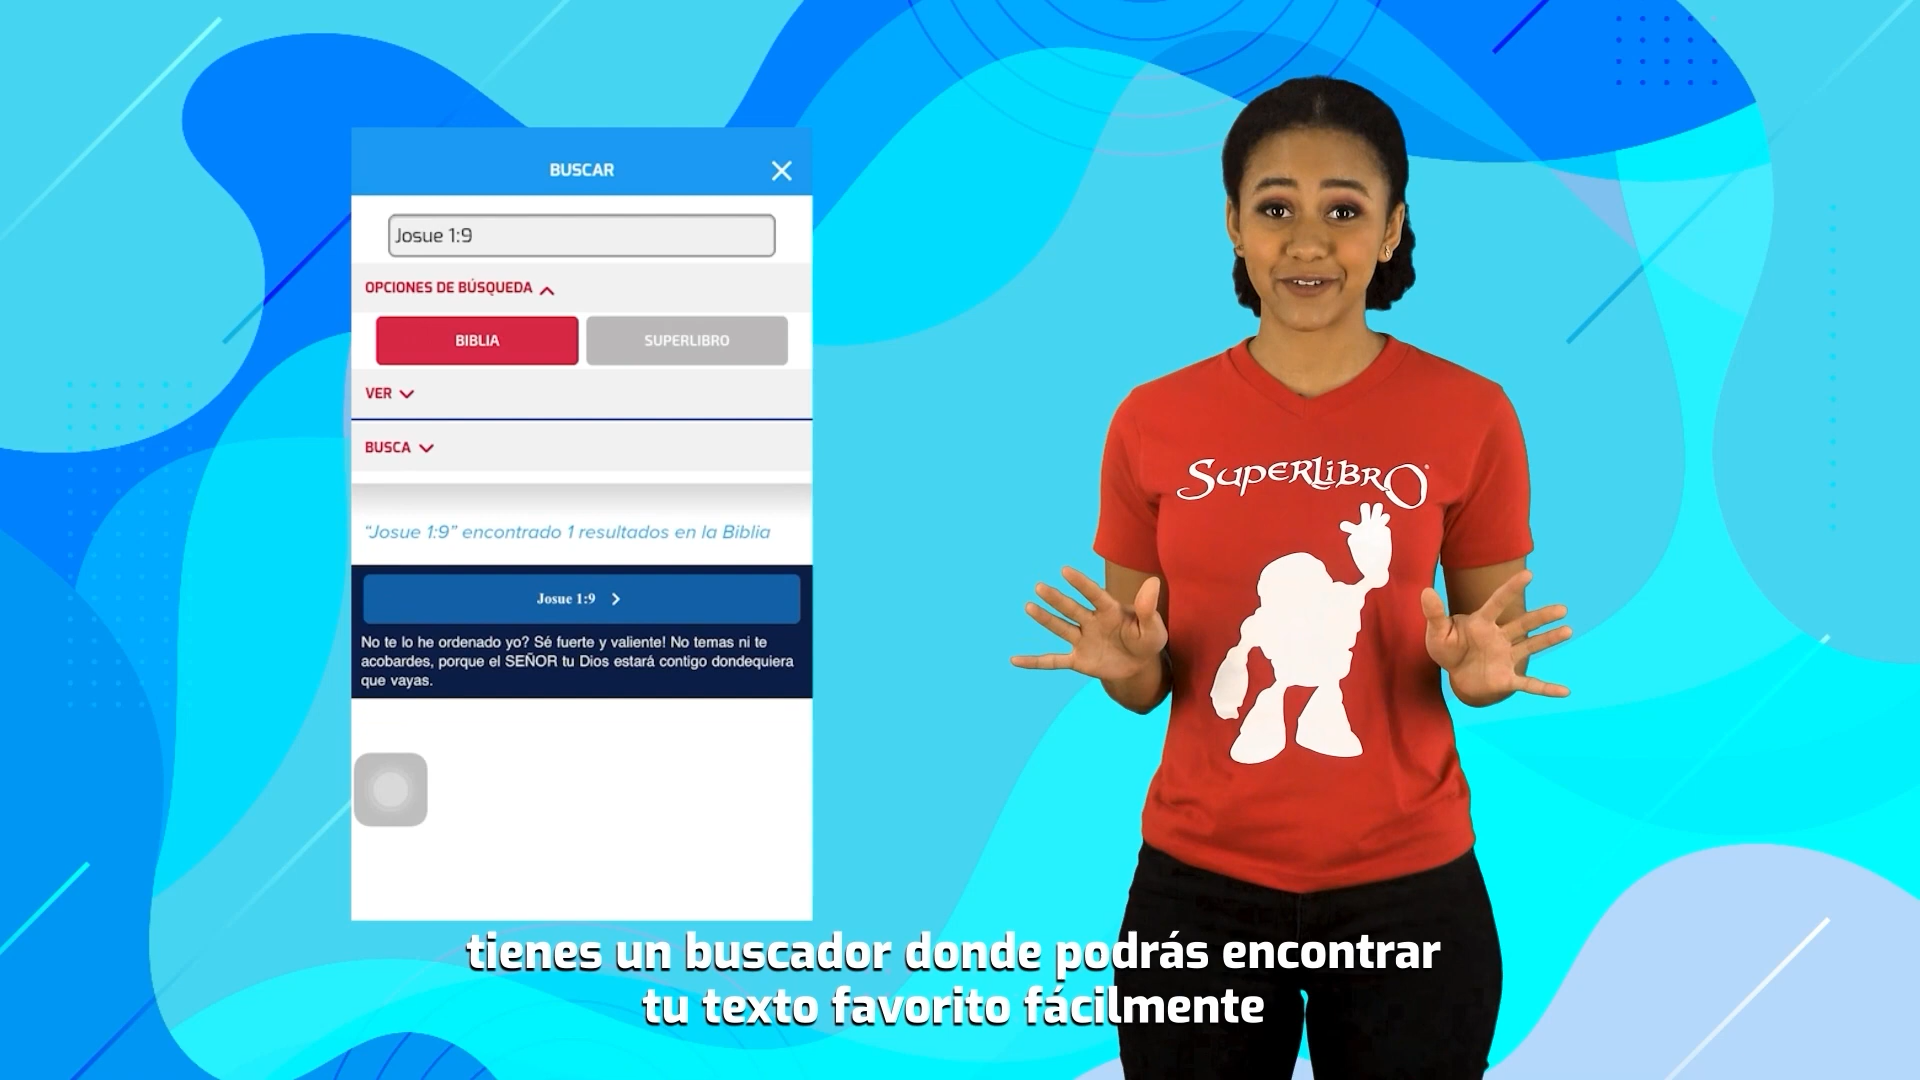 BUSCAR
Josue 1:9
OPCIONES DE BÚSQUEDA
BIBLIA
SUPERLIBRO
VER
BUSCA
“Josue 1:9” encontrado 1 resultados en la Biblia
Josue 1:9
No te lo he ordenado yo? Sé fuerte y valiente! No temas ni te
acobardes, porque el SEÑOR tu Dios estará contigo dondequiera
que vayas.
SUPERLIBRO
tienes un buscador donde podrás encontrar
tu texto favorito fácilmente